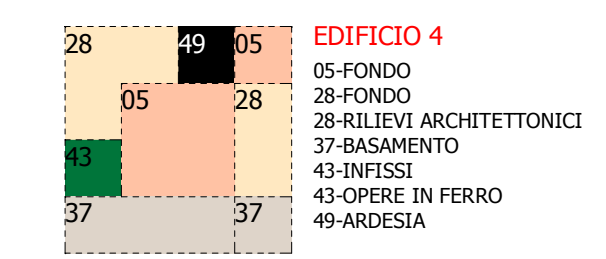 28 49 05
05 28
43
37 37
EDIFICIO 4
05-FONDO
28-FONDO
28-RILIEVI ARCHITETTONICI
37-BASAMENTO
43-INFISSI
43-OPERE IN FERRO
49-ARDESIA